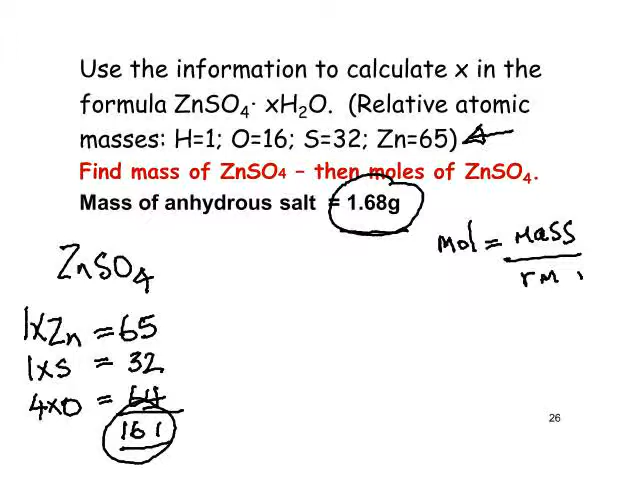 Use the information to calculate x in the
formula ZnSO₄· xH₂O. (Relative atomic
masses: H=1; O=16; S=32; Zn=65)
Find mass of ZnSO₄ – then moles of ZnSO₄.
Mass of anhydrous salt = 1.68g
mol = mass
rm
ZnSO₄
1xZn = 65
1xS = 32
4xO = 64
161
26